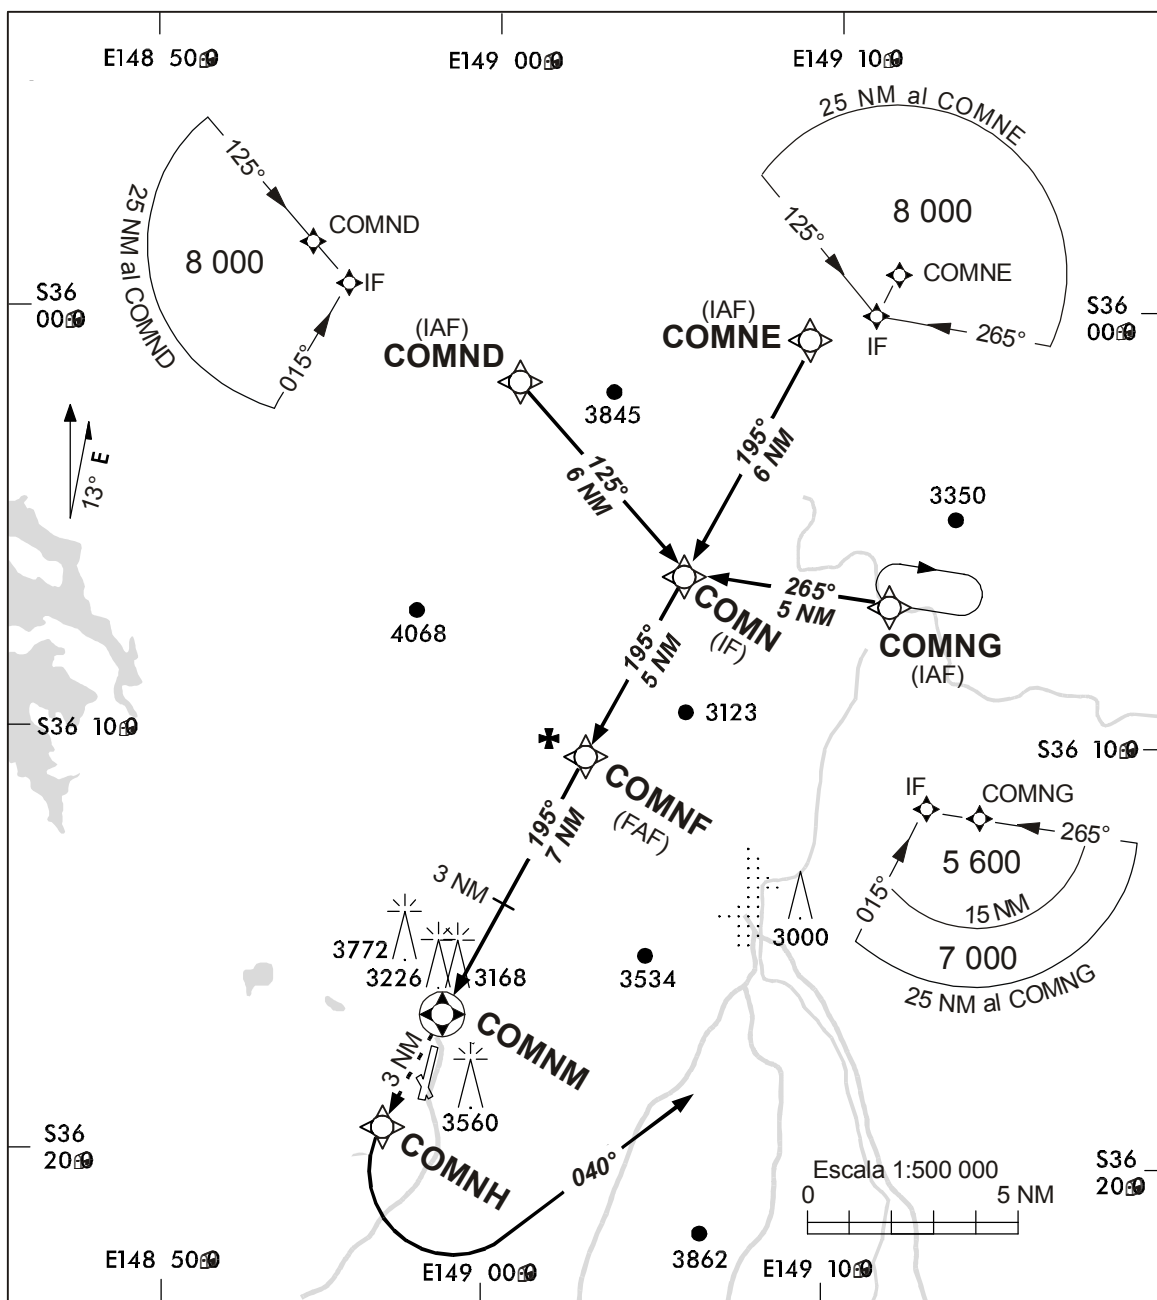 E148 50
E149 00
E149 10
25 NM al COMNE
125°
8 000
COMNE
IF
265°
125°
COMND
IF
8 000
25 NM al COMND
015°
S36
00
S36
00
(IAF)
COMND
(IAF)
COMNE
3845
195°
6 NM
125°
6 NM
13° E
3350
265°
5 NM
COMN
(IF)
COMNG
(IAF)
4068
195°
5 NM
3123
S36 10
S36 10
COMNF
(FAF)
195°
7 NM
IF
COMNG
265°
5 600
015°
15 NM
7 000
25 NM al COMNG
3 NM
3772
3226
3168
3534
3000
COMNM
3 NM
3560
COMNH
040°
S36
20
S36
20
Escala 1:500 000
0
5 NM
3862
E148 50
E149 00
E149 10